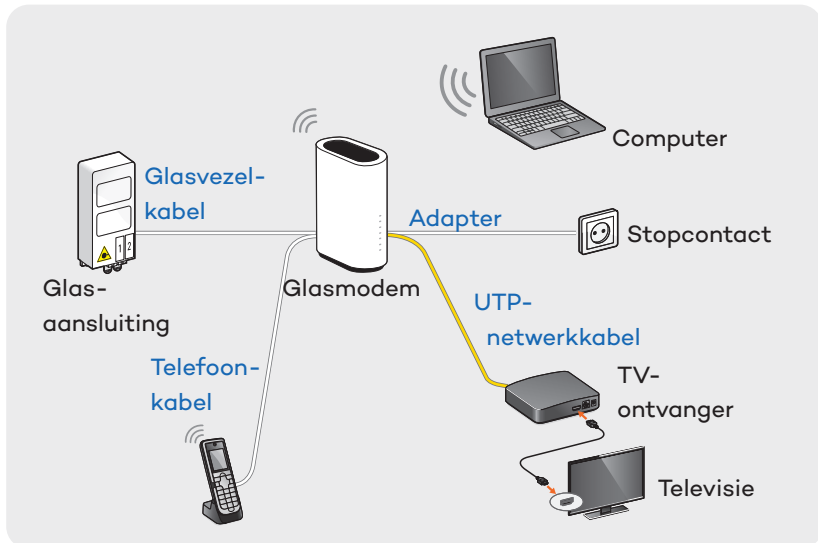 Computer
Glasvezel-
kabel
Adapter
Stopcontact
1 2
Glas-
aansluiting
Glasmodem
UTP-
netwerkkabel
Telefoon-
kabel
TV-
ontvanger
Televisie